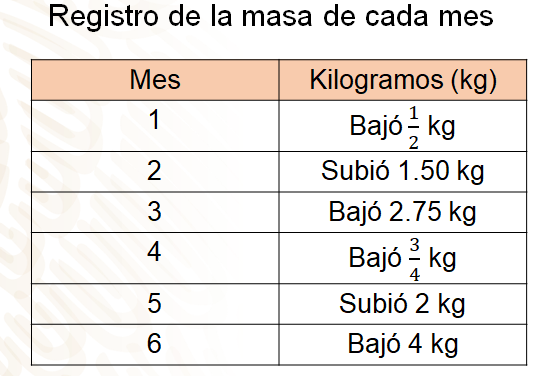 Registro de la masa de cada mes
Mes Kilogramos (kg)
1 Bajó 1/2 kg
2 Subió 1.50 kg
3 Bajó 2.75 kg
4 Bajó 3/4 kg
5 Subió 2 kg
6 Bajó 4 kg